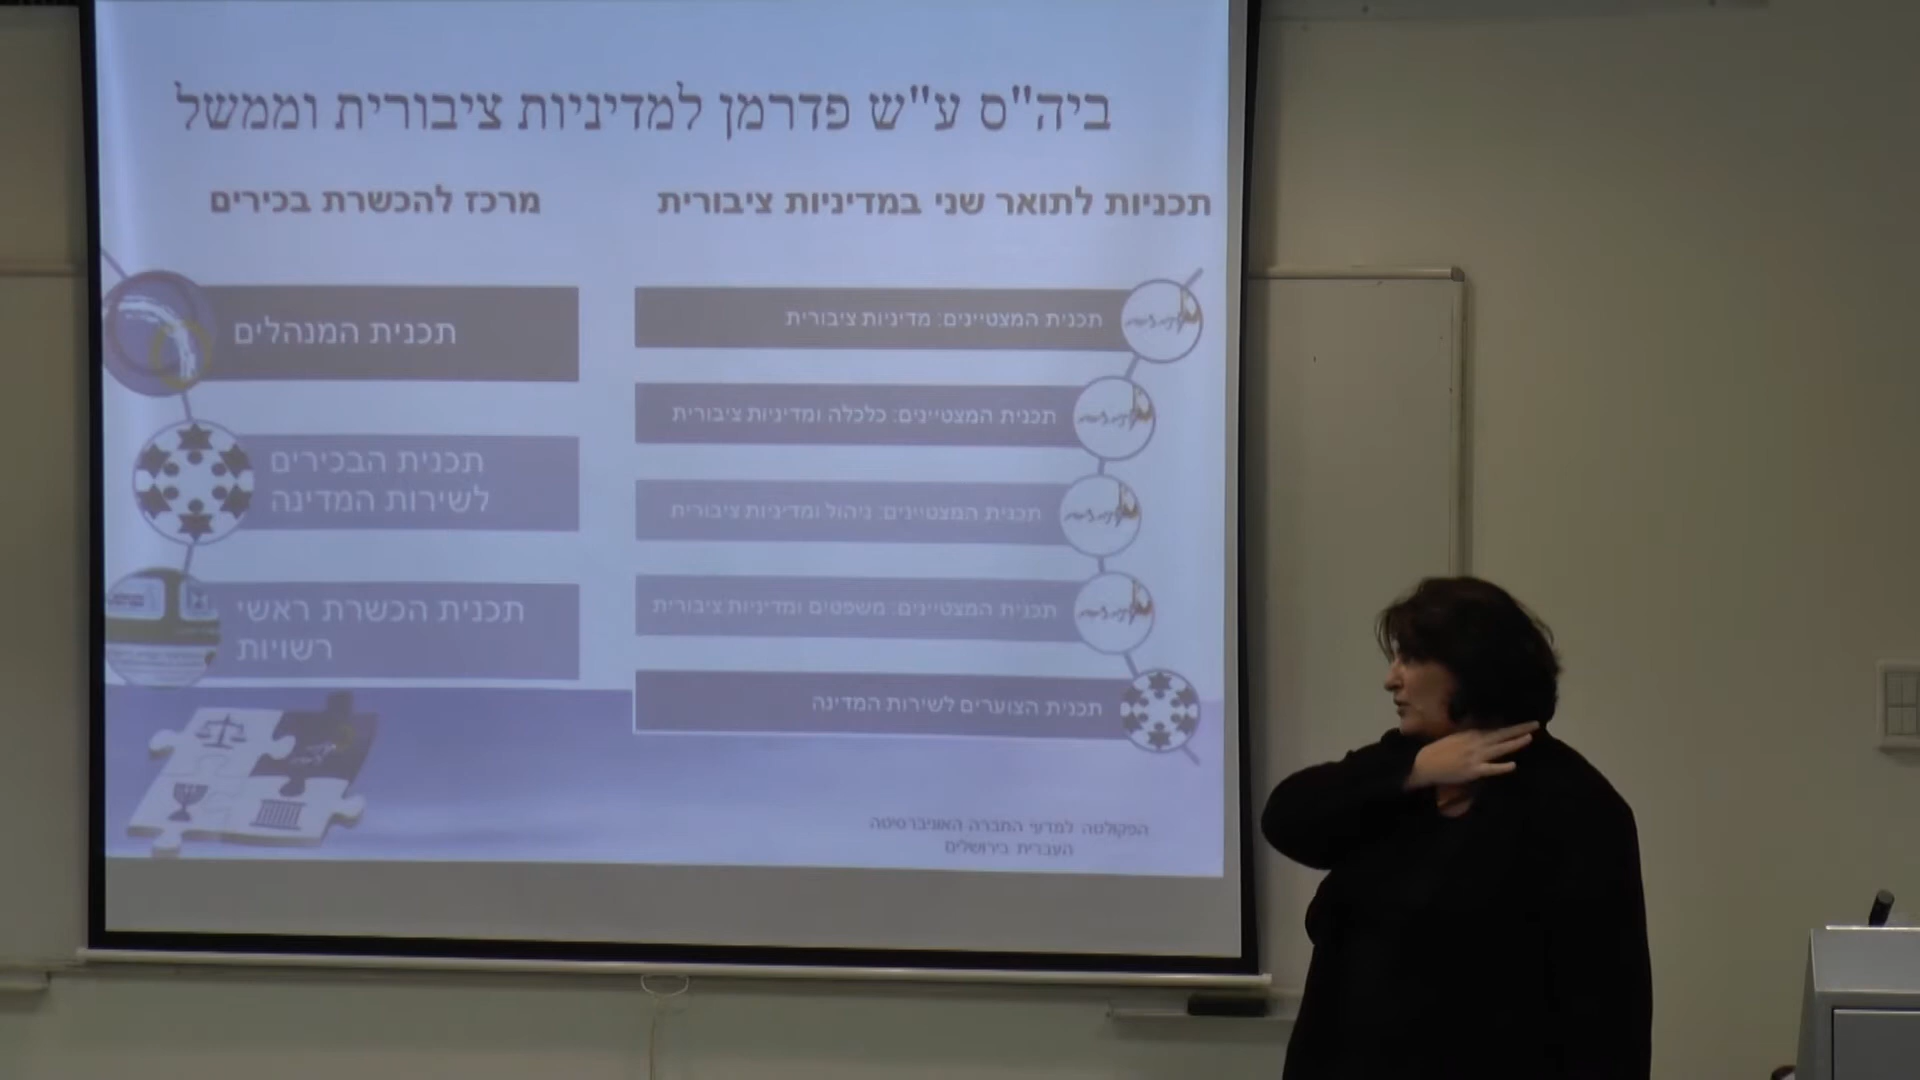 ביה"ס ע"ש פדרמן למדיניות ציבורית וממשל
תכניות לתואר שני במדיניות ציבורית
תכנית המצטיינים: מדיניות ציבורית
תכנית המצטיינים: כלכלה ומדיניות ציבורית
תכנית המצטיינים: ניהול ומדיניות ציבורית
תכנית המצטיינים: משפטים ומדיניות ציבורית
תכנית הצוערים לשירות המדינה
מרכז להכשרת בכירים
תכנית המנהלים
תכנית הבכירים
לשירות המדינה
תכנית הכשרת ראשי
רשויות
הפקולטה למדעי החברה האוניברסיטה
העברית בירושלים